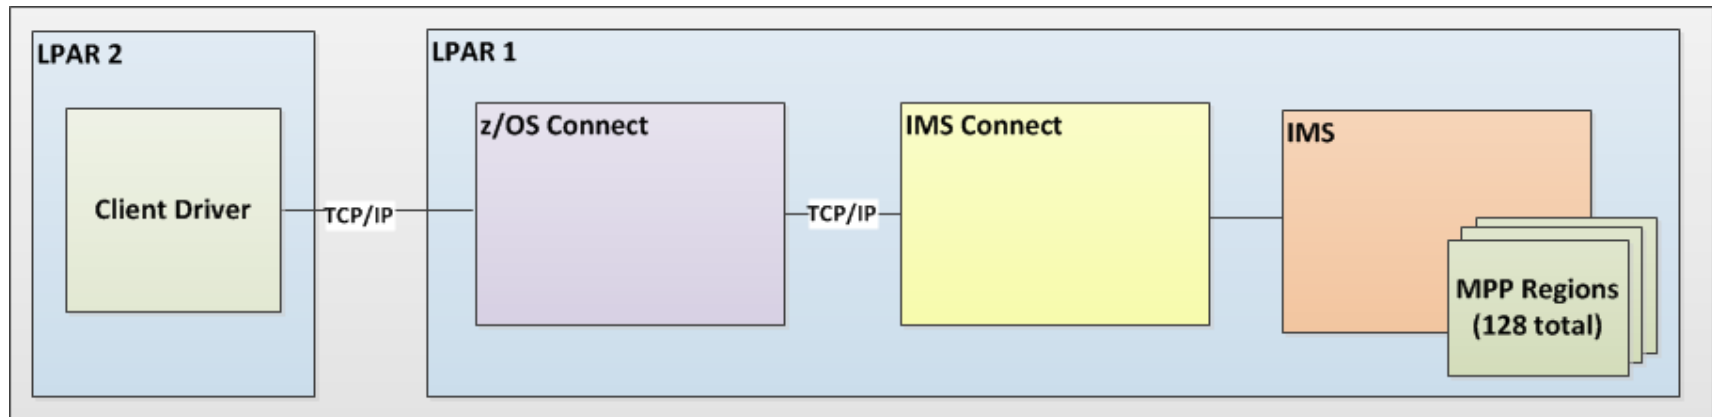 LPAR 2
Client Driver
TCP/IP
LPAR 1
z/OS Connect
TCP/IP
IMS Connect
IMS
MPP Regions
(128 total)